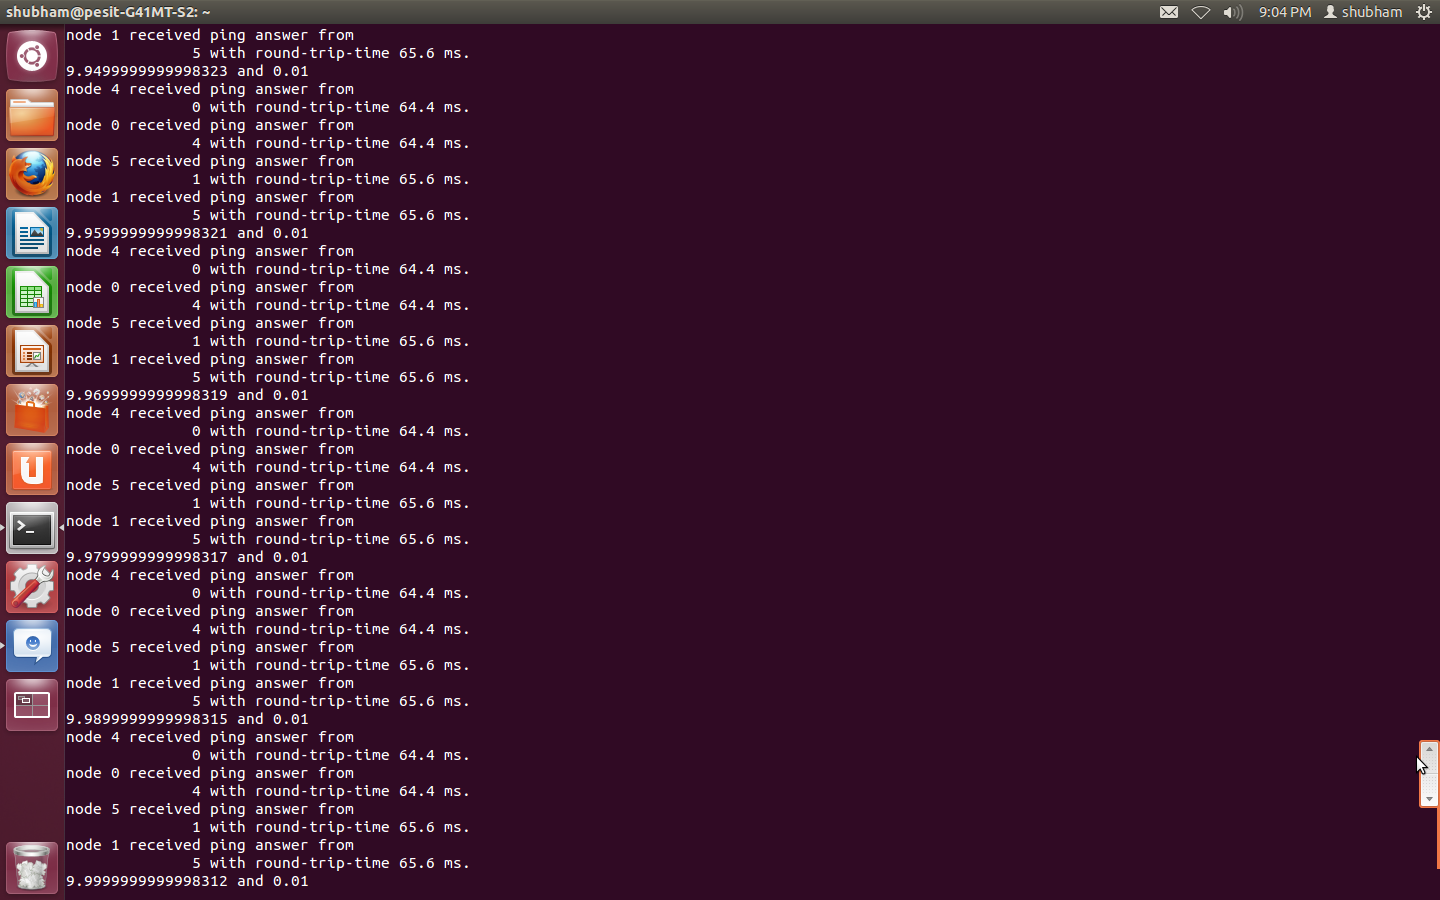 shubham@pesit-G41MT-S2: ~ 9:04 PM shubham
node 1 received ping answer from
5 with round-trip-time 65.6 ms.
9.9499999999998323 and 0.01
node 4 received ping answer from
0 with round-trip-time 64.4 ms.
node 0 received ping answer from
4 with round-trip-time 64.4 ms.
node 5 received ping answer from
1 with round-trip-time 65.6 ms.
node 1 received ping answer from
5 with round-trip-time 65.6 ms.
9.9599999999998321 and 0.01
node 4 received ping answer from
0 with round-trip-time 64.4 ms.
node 0 received ping answer from
4 with round-trip-time 64.4 ms.
node 5 received ping answer from
1 with round-trip-time 65.6 ms.
node 1 received ping answer from
5 with round-trip-time 65.6 ms.
9.9699999999998319 and 0.01
node 4 received ping answer from
0 with round-trip-time 64.4 ms.
node 0 received ping answer from
4 with round-trip-time 64.4 ms.
node 5 received ping answer from
1 with round-trip-time 65.6 ms.
node 1 received ping answer from
5 with round-trip-time 65.6 ms.
9.9799999999998317 and 0.01
node 4 received ping answer from
0 with round-trip-time 64.4 ms.
node 0 received ping answer from
4 with round-trip-time 64.4 ms.
node 5 received ping answer from
1 with round-trip-time 65.6 ms.
node 1 received ping answer from
5 with round-trip-time 65.6 ms.
9.9899999999998315 and 0.01
node 4 received ping answer from
0 with round-trip-time 64.4 ms.
node 0 received ping answer from
4 with round-trip-time 64.4 ms.
node 5 received ping answer from
1 with round-trip-time 65.6 ms.
node 1 received ping answer from
5 with round-trip-time 65.6 ms.
9.9999999999998312 and 0.01